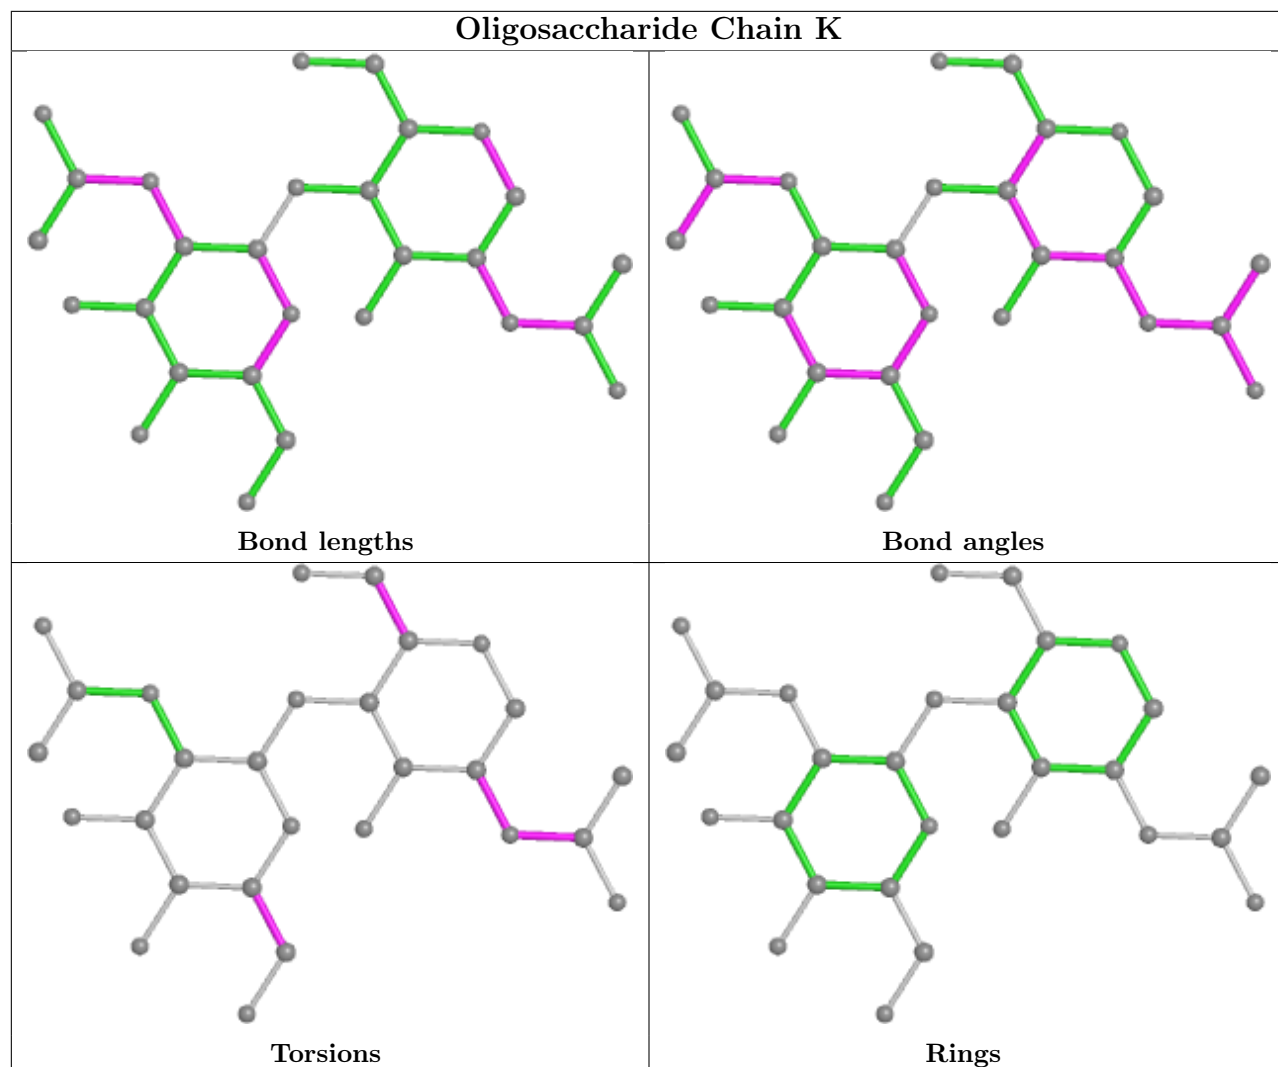 Oligosaccharide Chain K
Bond lengths
Bond angles
Torsions
Rings